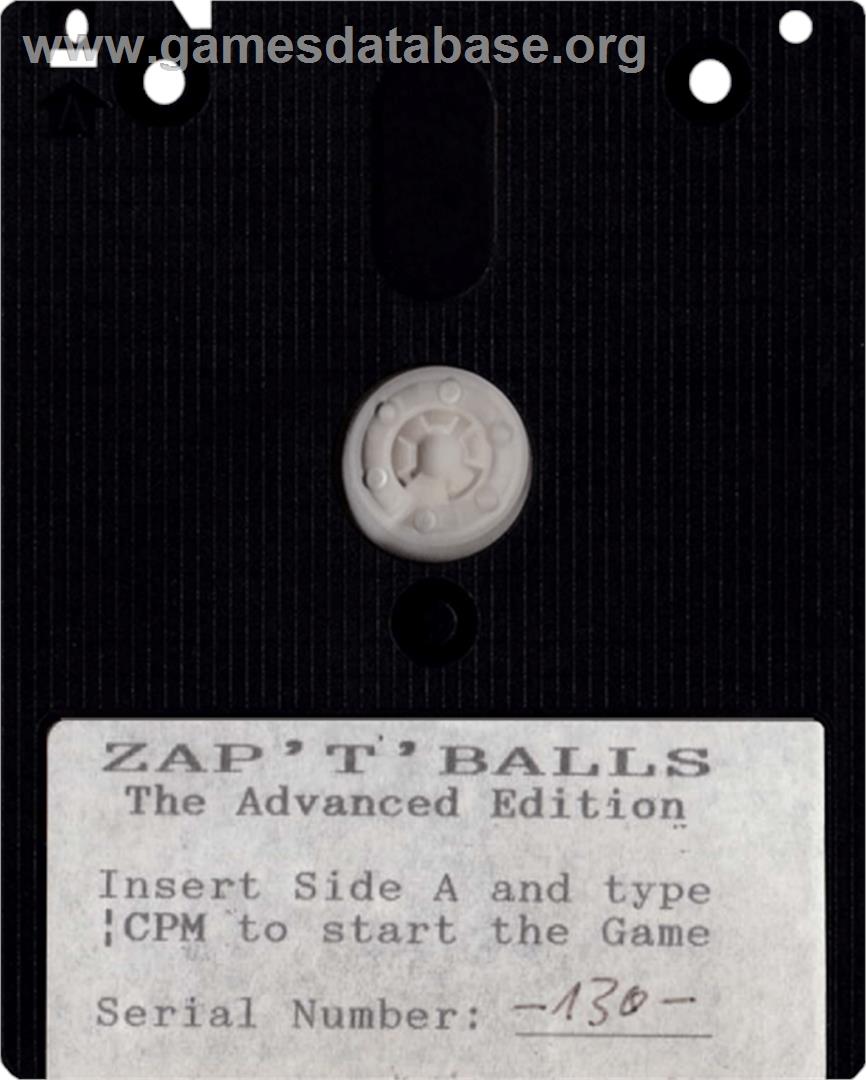 www.gamesdatabase.org
ZAP'T'BALLS
The Advanced Edition
Insert Side A and type
¦CPM to start the Game
Serial Number: -130-